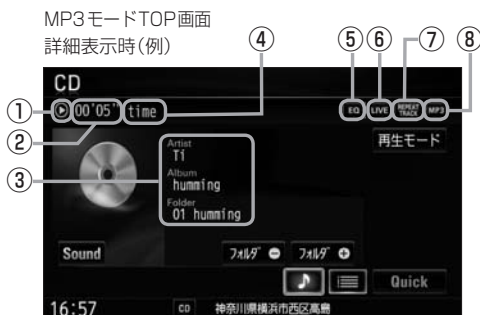 MP3モードTOP画面
詳細表示時(例)
④ ⑤ ⑥ ⑦ ⑧
CD
① 00'05" time EQ LIVE REPEAT TRACK MP3
②
再生モード
③
Artist
Ti
Album
humming
Folder
01 humming
Sound フォルダ フォルダ
Quick
16:57 CD 神奈川県横浜市西区高島